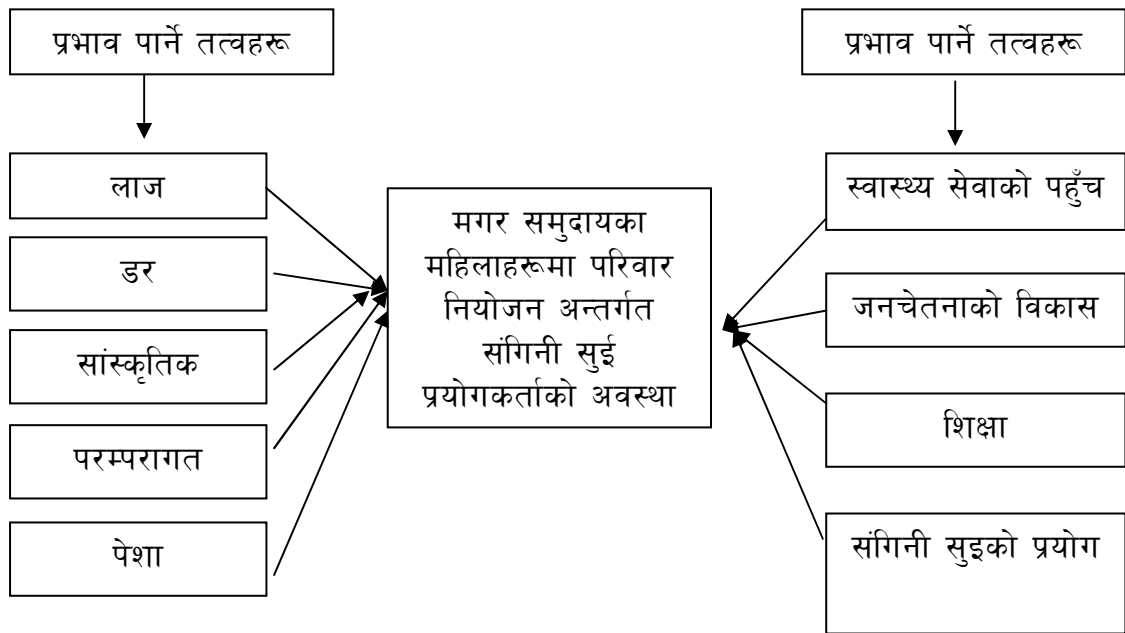 प्रभाव पार्ने तत्वहरू
लाज
डर
सांस्कृतिक
परम्परागत
पेशा
मगर समुदायका
महिलाहरूमा परिवार
नियोजन अन्तर्गत
संगिनी सुई
प्रयोगकर्ताको अवस्था
प्रभाव पार्ने तत्वहरू
स्वास्थ्य सेवाको पहुँच
जनचेतनाको विकास
शिक्षा
संगिनी सुइको प्रयोग